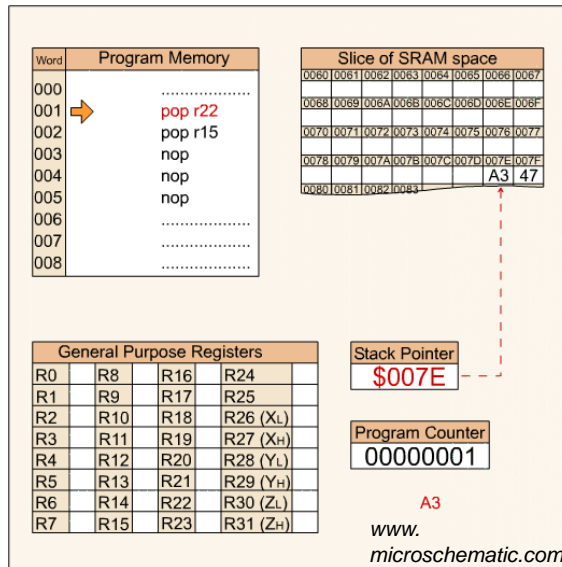 Word Program Memory
000 ...................
001 pop r22
002 pop r15
003 nop
004 nop
005 nop
006 ...................
007 ...................
008 ...................
Slice of SRAM space
0060 0061 0062 0063 0064 0065 0066 0067
0068 0069 006A 006B 006C 006D 006E 006F
0070 0071 0072 0073 0074 0075 0076 0077
0078 0079 007A 007B 007C 007D 007E 007F
A3 47
0080 0081 0082 0083
General Purpose Registers
R0 R8 R16 R24
R1 R9 R17 R25
R2 R10 R18 R26 (XL)
R3 R11 R19 R27 (XH)
R4 R12 R20 R28 (YL)
R5 R13 R21 R29 (YH)
R6 R14 R22 R30 (ZL)
R7 R15 R23 R31 (ZH)
Stack Pointer
$007E
Program Counter
00000001
A3
www.
microschematic.com